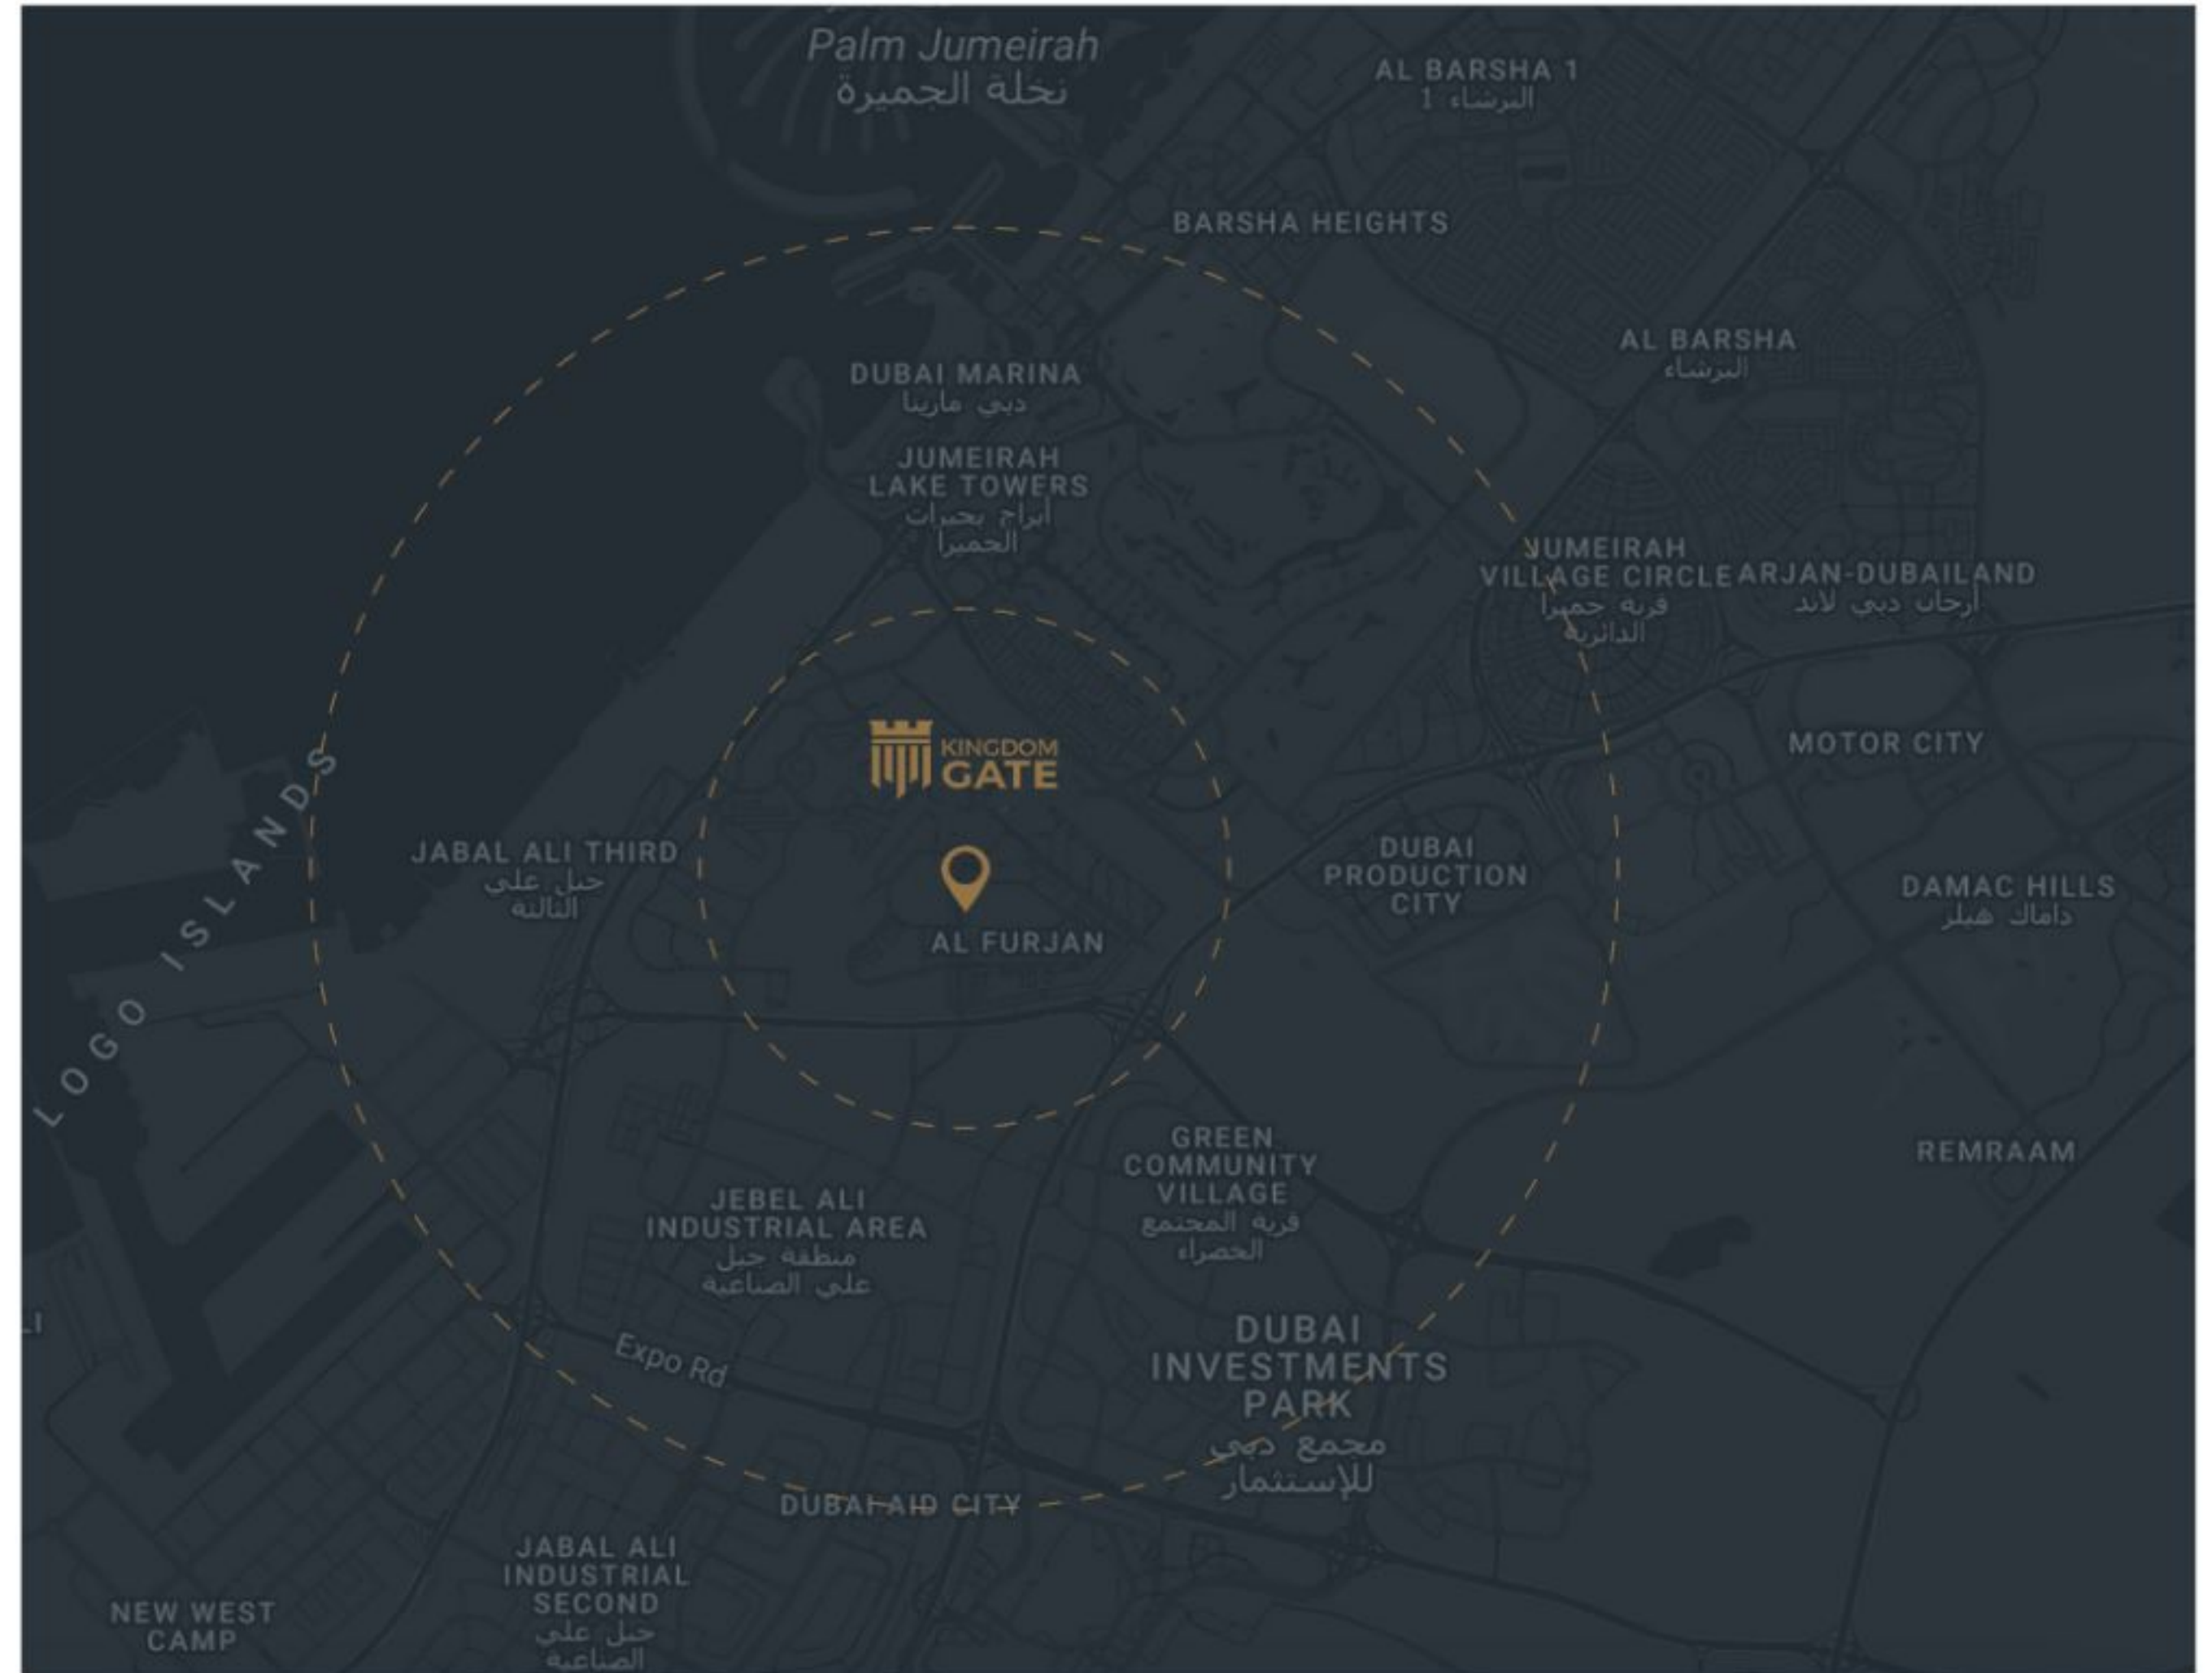 Palm Jumeirah
نخلة الجميرة
AL BARSHA 1
البرشاء 1
BARSHA HEIGHTS
AL BARSHA
البرشاء
DUBAI MARINA
دبي مارينا
JUMEIRAH
LAKE TOWERS
أبراج بحيرات
الجميرا
JUMEIRAH
VILLAGE CIRCLE
قرية جميرا
الدائرية
ARJAN-DUBAILAND
أرجان دبي لاند
KINGDOM
GATE
MOTOR CITY
LOGO ISLANDS
JABAL ALI THIRD
جبل علي
الثالثة
DUBAI
PRODUCTION
CITY
DAMAC HILLS
داماك هيلز
AL FURJAN
GREEN
COMMUNITY
VILLAGE
قرية المجتمع
الخضراء
REMRAAM
JEBEL ALI
INDUSTRIAL AREA
منطقة جبل
علي الصناعية
LI
Expo Rd
DUBAI
INVESTMENTS
PARK
مجمع دبي
للإستثمار
DUBAI AID CITY
JABAL ALI
INDUSTRIAL
SECOND
جبل علي
الصناعية
NEW WEST
CAMP